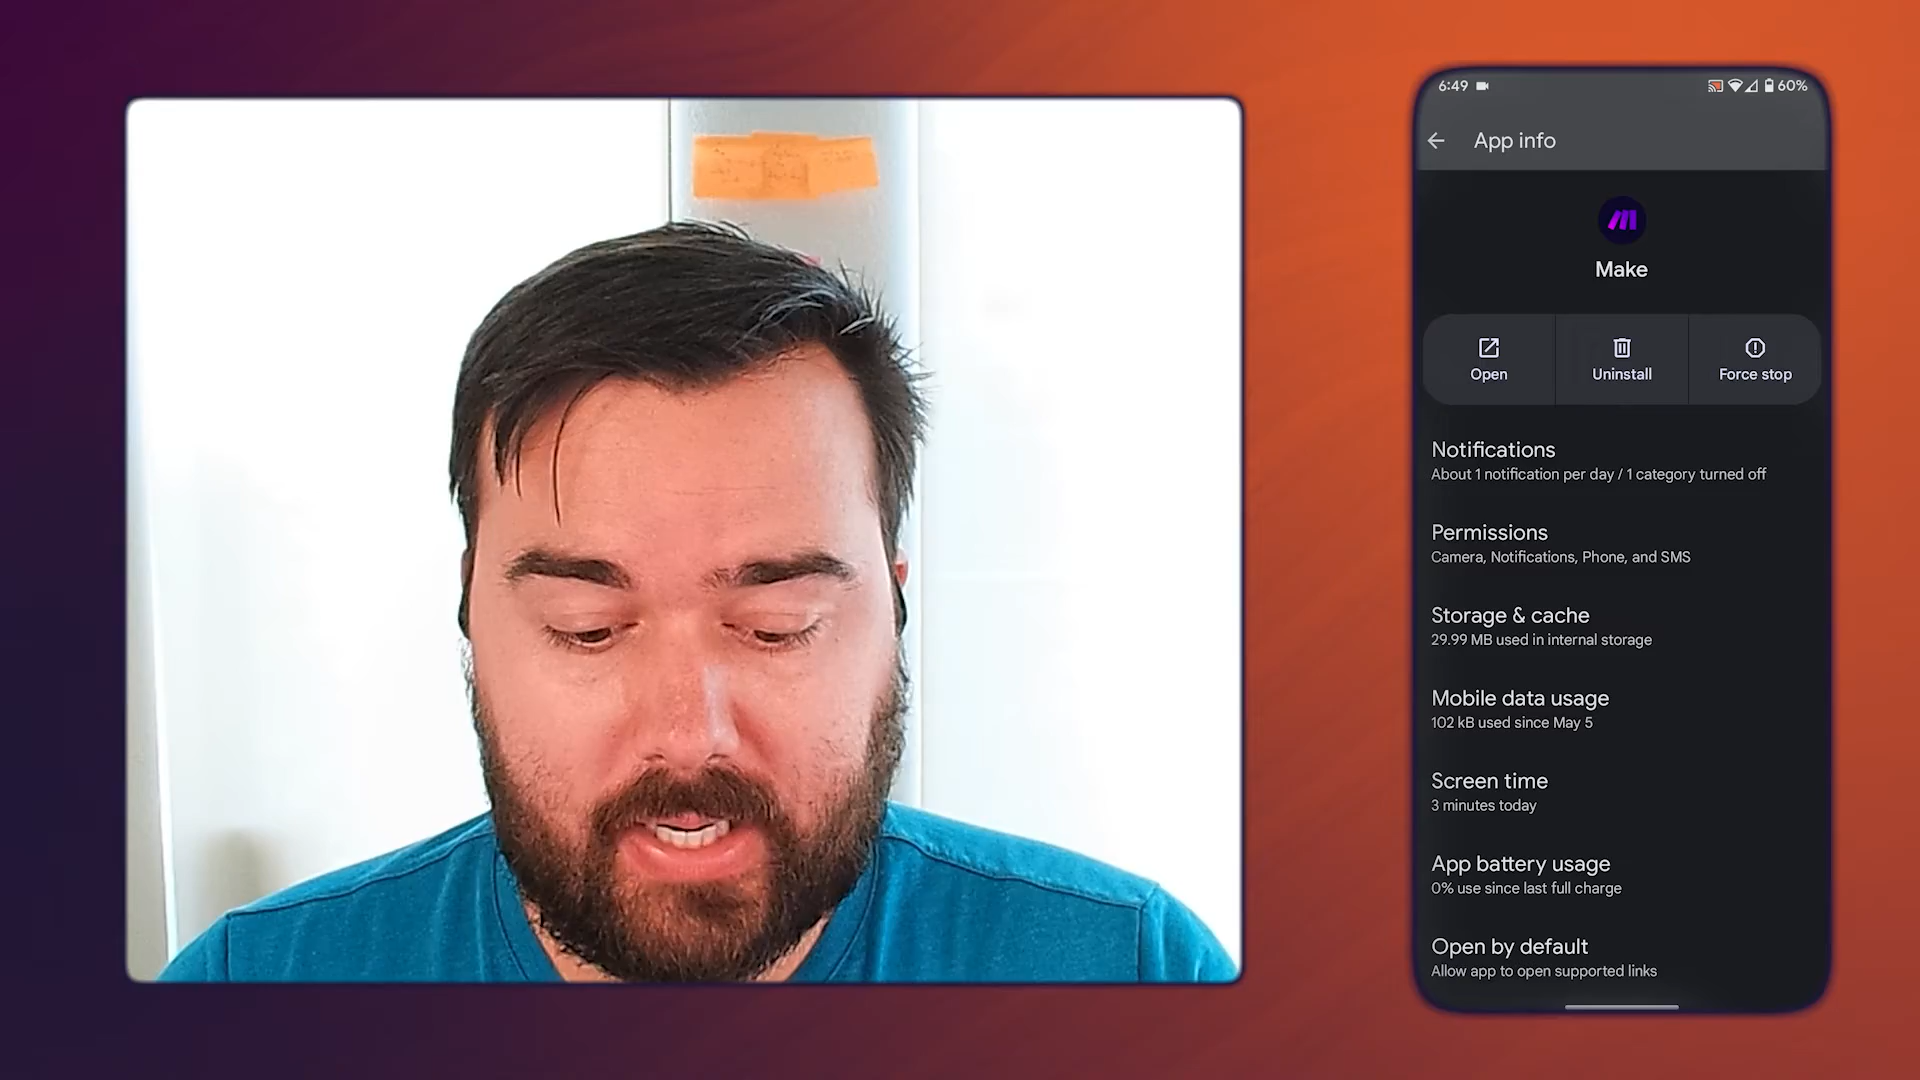 6:49
60%
App info
Make
Open
Uninstall
Force stop
Notifications
About 1 notification per day / 1 category turned off
Permissions
Camera, Notifications, Phone, and SMS
Storage & cache
29.99 MB used in internal storage
Mobile data usage
102 kB used since May 5
Screen time
3 minutes today
App battery usage
0% use since last full charge
Open by default
Allow app to open supported links